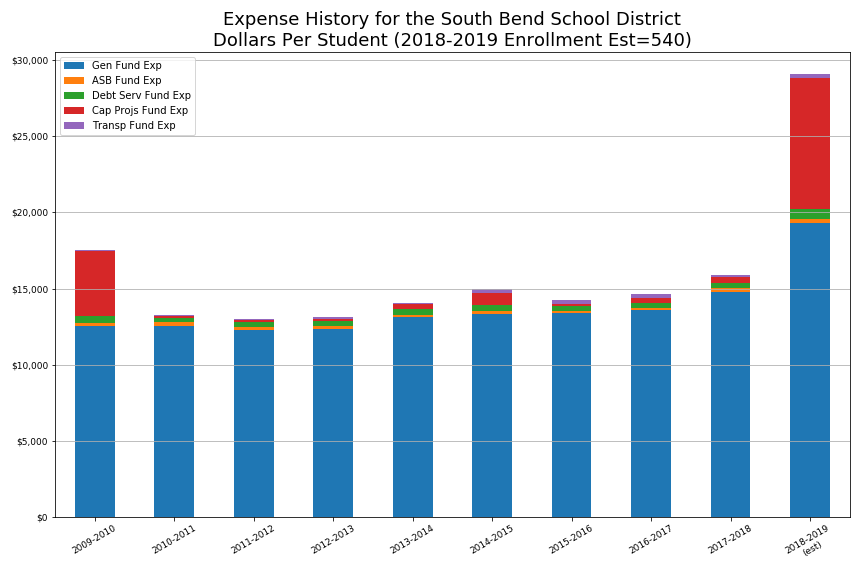 Expense History for the South Bend School District
Dollars Per Student (2018-2019 Enrollment Est=540)
$30,000
$25,000
$20,000
$15,000
$10,000
$5,000
$0
Gen Fund Exp
ASB Fund Exp
Debt Serv Fund Exp
Cap Projs Fund Exp
Transp Fund Exp
2009-2010
2010-2011
2011-2012
2012-2013
2013-2014
2014-2015
2015-2016
2016-2017
2017-2018
2018-2019
(est)